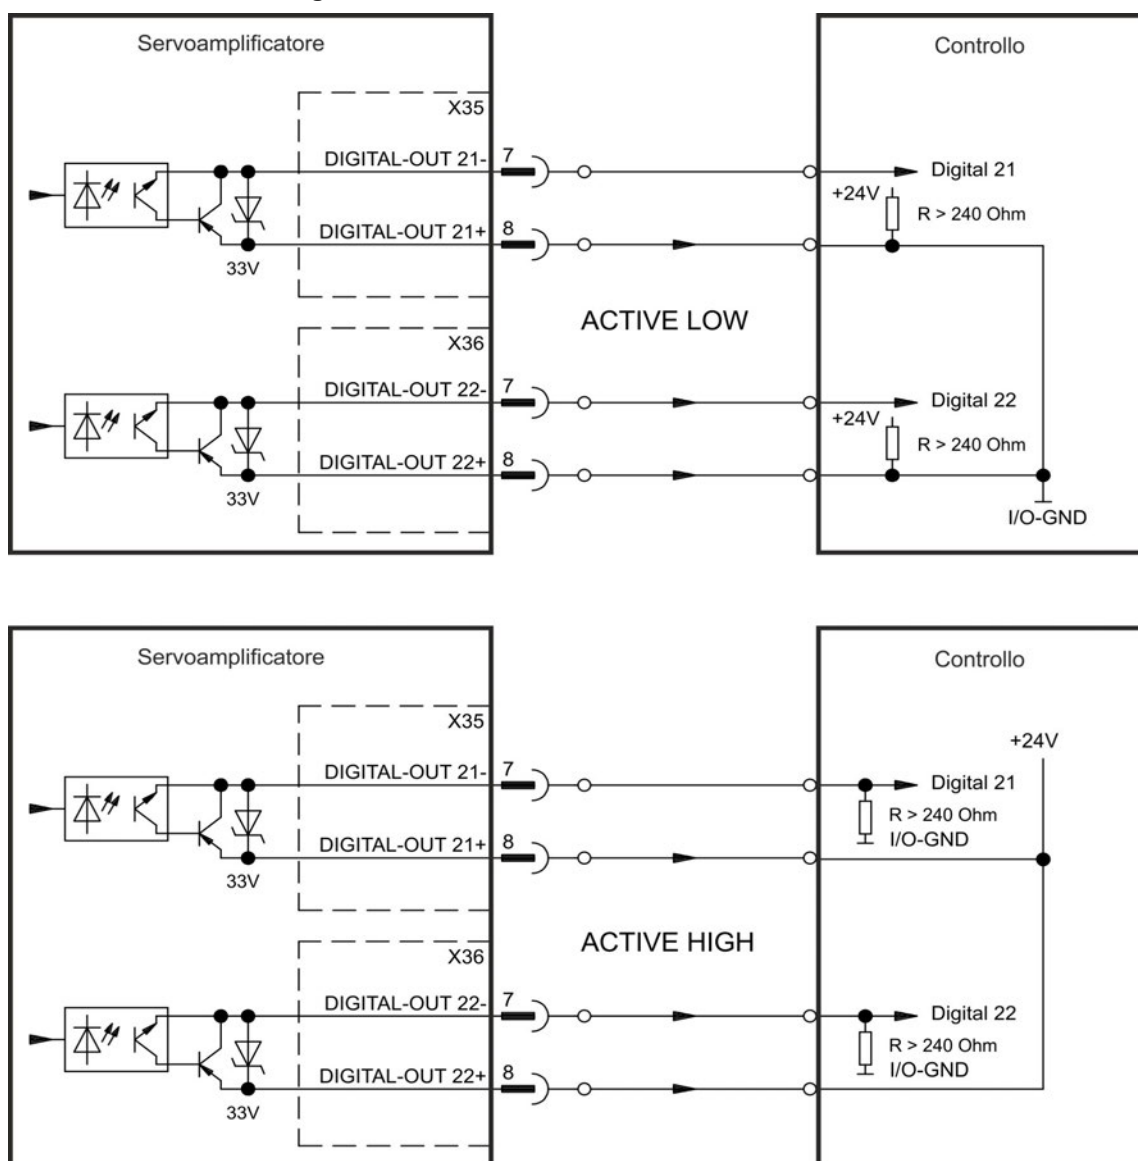 Servoamplificatore
Controllo
X35
DIGITAL-OUT 21-
7
Digital 21
+24V
R > 240 Ohm
DIGITAL-OUT 21+
8
33V
ACTIVE LOW
X36
DIGITAL-OUT 22-
7
Digital 22
+24V
R > 240 Ohm
DIGITAL-OUT 22+
8
33V
I/O-GND
Servoamplificatore
Controllo
X35
+24V
DIGITAL-OUT 21-
7
Digital 21
R > 240 Ohm
I/O-GND
DIGITAL-OUT 21+
8
33V
ACTIVE HIGH
X36
DIGITAL-OUT 22-
7
Digital 22
R > 240 Ohm
I/O-GND
DIGITAL-OUT 22+
8
33V